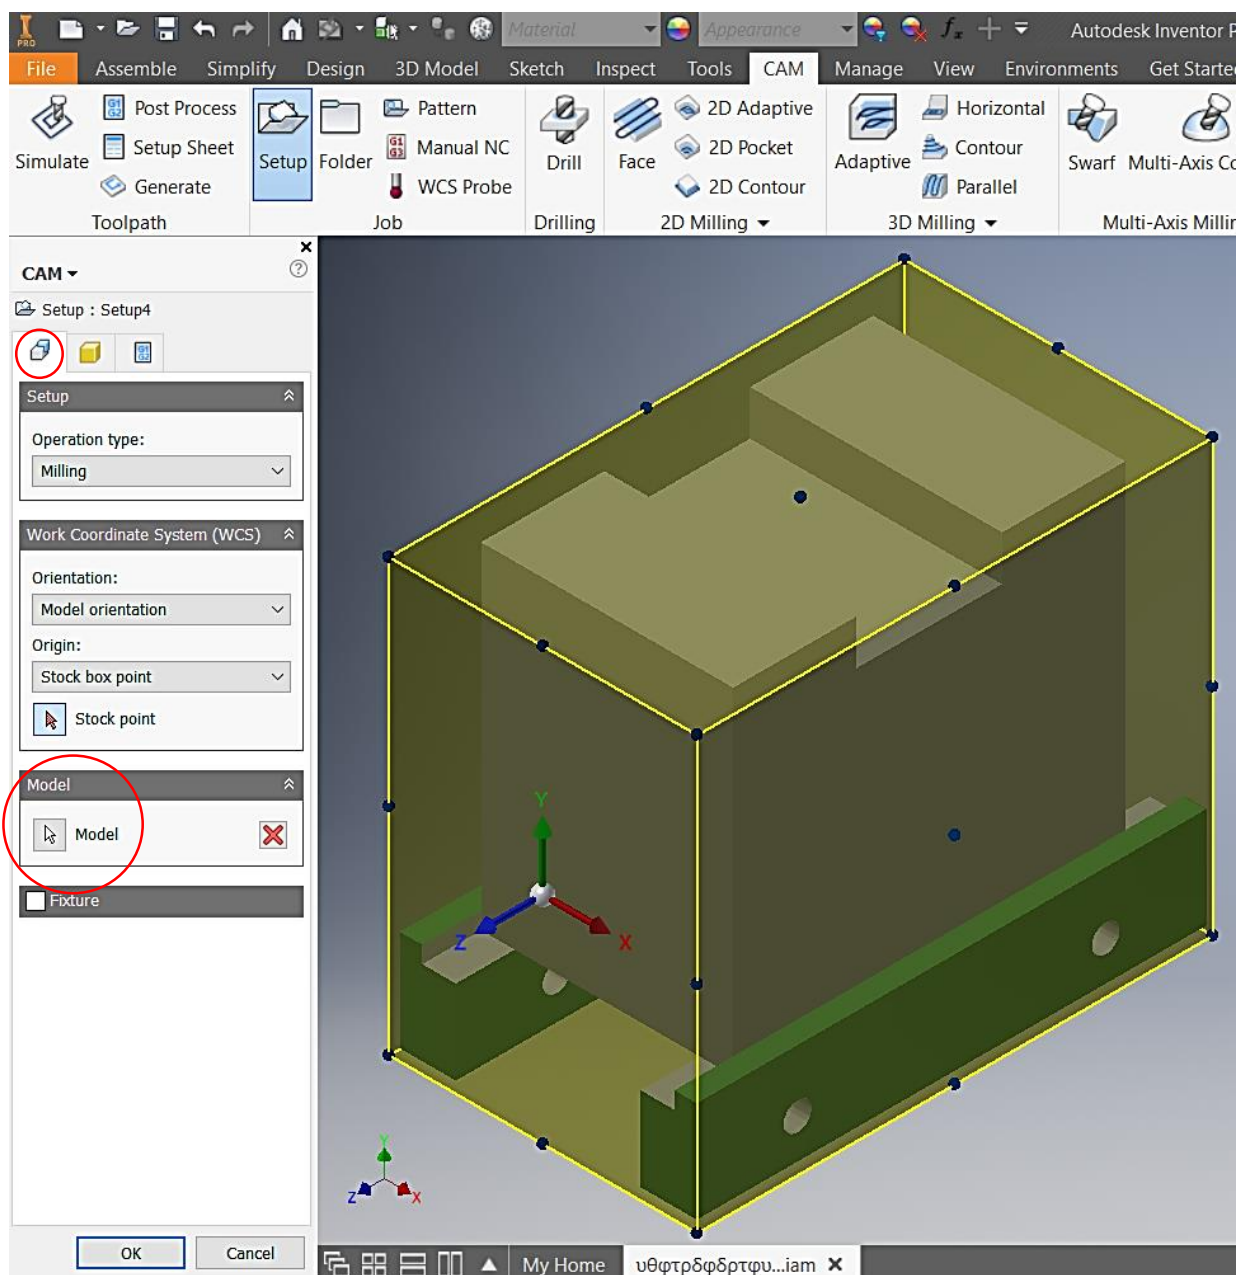 PRO
Material
Appearance
Autodesk Inventor P
File Assemble Simplify Design 3D Model Sketch Inspect Tools CAM Manage View Environments Get Starte
Simulate
Post Process
Setup Sheet
Generate
Toolpath
Setup
Folder
Pattern
Manual NC
WCS Probe
Job
Drill
Drilling
Face
2D Adaptive
2D Pocket
2D Contour
2D Milling
Adaptive
Horizontal
Contour
Parallel
3D Milling
Swarf
Multi-Axis Co
Multi-Axis Millin
CAM
Setup : Setup4
Setup
Operation type:
Milling
Work Coordinate System (WCS)
Orientation:
Model orientation
Origin:
Stock box point
Stock point
Model
Model
Fixture
Y
Z
X
Y
Z
X
OK
Cancel
My Home
υθφτρδφδρτφυ...iam